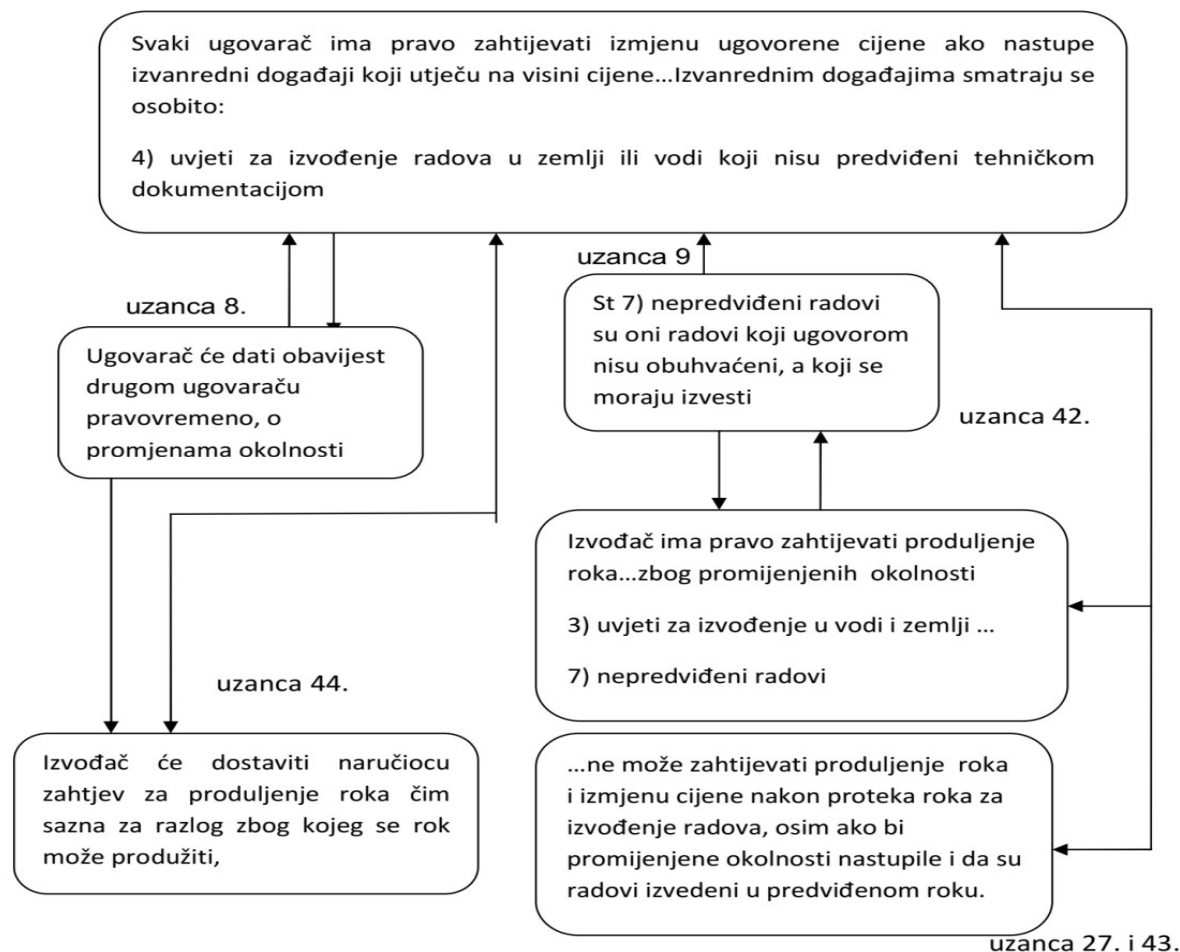 Svaki ugovarač ima pravo zahtijevati izmjenu ugovorene cijene ako nastupe
izvanredni događaji koji utječu na visini cijene...Izvanrednim događajima smatraju se
osobito:
4) uvjeti za izvođenje radova u zemlji ili vodi koji nisu predviđeni tehničkom
dokumentacijom
uzanca 8.
Ugovarač će dati obavijest
drugom ugovaraču
pravovremeno, o
promjenama okolnosti
uzanca 9
St 7) nepredviđeni radovi
su oni radovi koji ugovorom
nisu obuhvaćeni, a koji se
moraju izvesti
uzanca 42.
Izvođač ima pravo zahtijevati produljenje
roka...zbog promijenjenih okolnosti
3) uvjeti za izvođenje u vodi i zemlji ...
7) nepredviđeni radovi
uzanca 44.
Izvođač će dostaviti naručiocu
zahtjev za produljenje roka čim
sazna za razlog zbog kojeg se rok
može produžiti,
...ne može zahtijevati produljenje roka
i izmjenu cijene nakon proteka roka za
izvođenje radova, osim ako bi
promijenjene okolnosti nastupile i da su
radovi izvedeni u predviđenom roku.
uzanca 27. i 43.